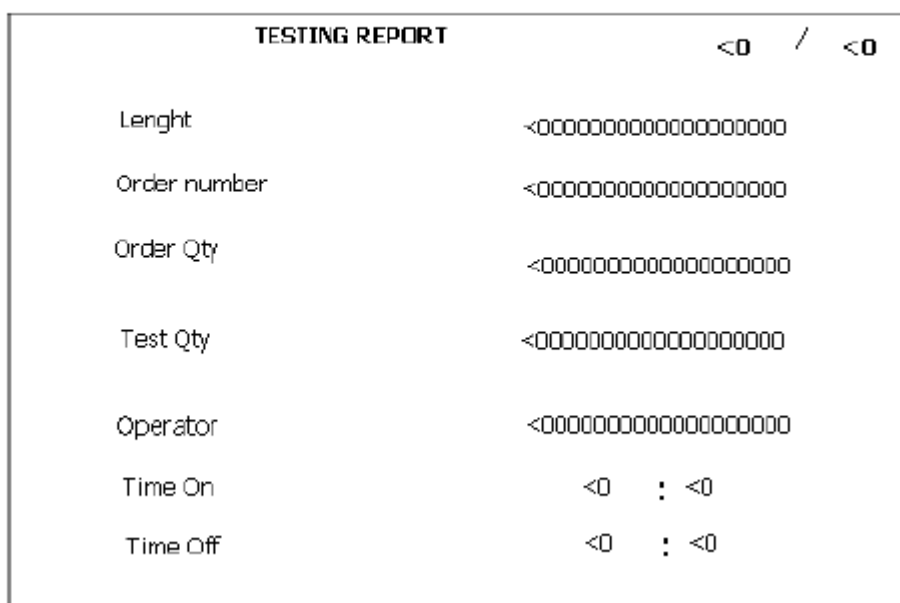 TESTING REPORT <0 / <0
Lenght <0000000000000000000
Order number <0000000000000000000
Order Qty <0000000000000000000
Test Qty <0000000000000000000
Operator <0000000000000000000
Time On <0 : <0
Time Off <0 : <0